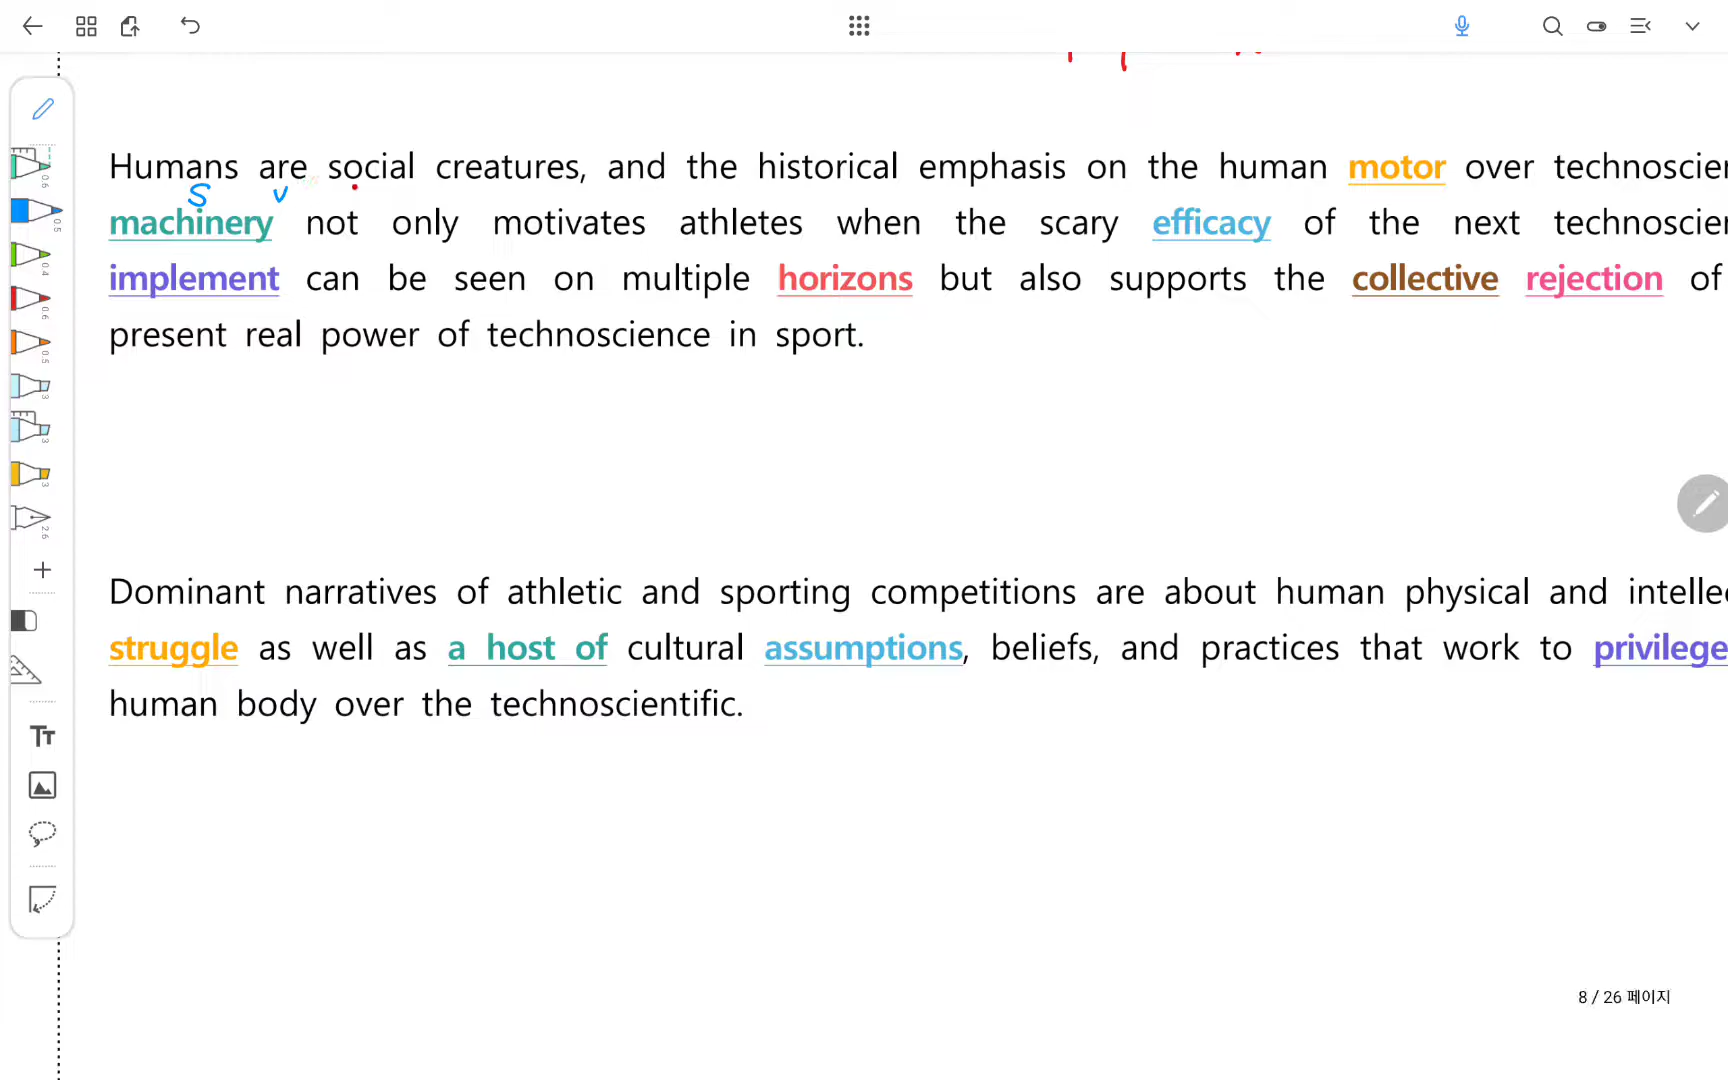 Humans are social creatures, and the historical emphasis on the human motor over
S v
machinery not only motivates athletes when the scary efficacy of the next
implement can be seen on multiple horizons but also supports the collective rejection of
present real power of technoscience in sport.
Dominant narratives of athletic and sporting competitions are about human physical and
struggle as well as a host of cultural assumptions, beliefs, and practices that work to privilege
human body over the technoscientific.
8 / 26 페이지